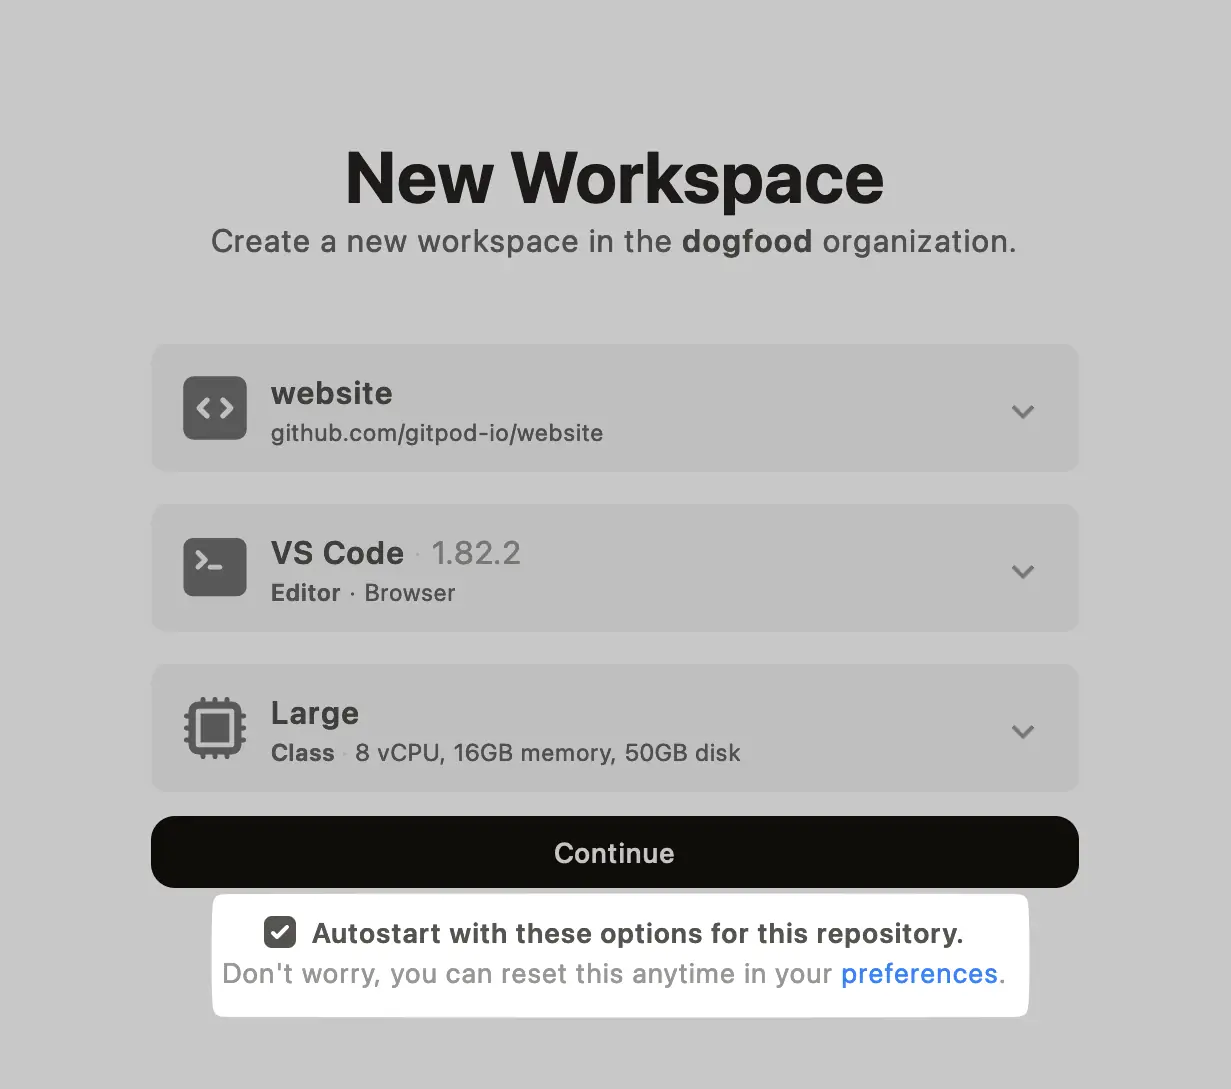 New Workspace
Create a new workspace in the dogfood organization.
website
github.com/gitpod-io/website
VS Code · 1.82.2
Editor · Browser
Large
Class · 8 vCPU, 16GB memory, 50GB disk
Continue
Autostart with these options for this repository.
Don't worry, you can reset this anytime in your preferences.